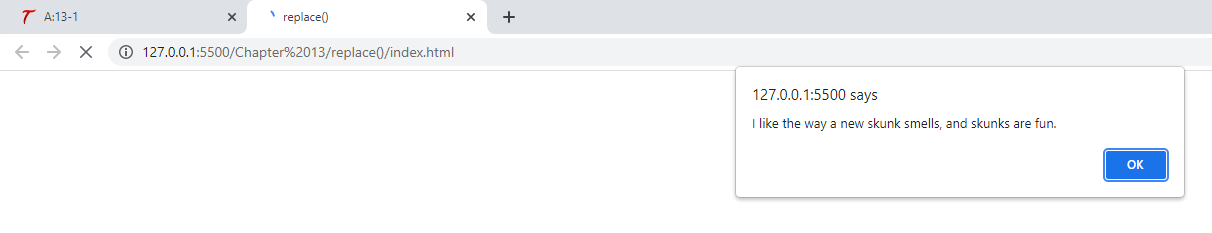 A:13-1
replace()
127.0.0.1:5500/Chapter%2013/replace()/index.html
127.0.0.1:5500 says
I like the way a new skunk smells, and skunks are fun.
OK